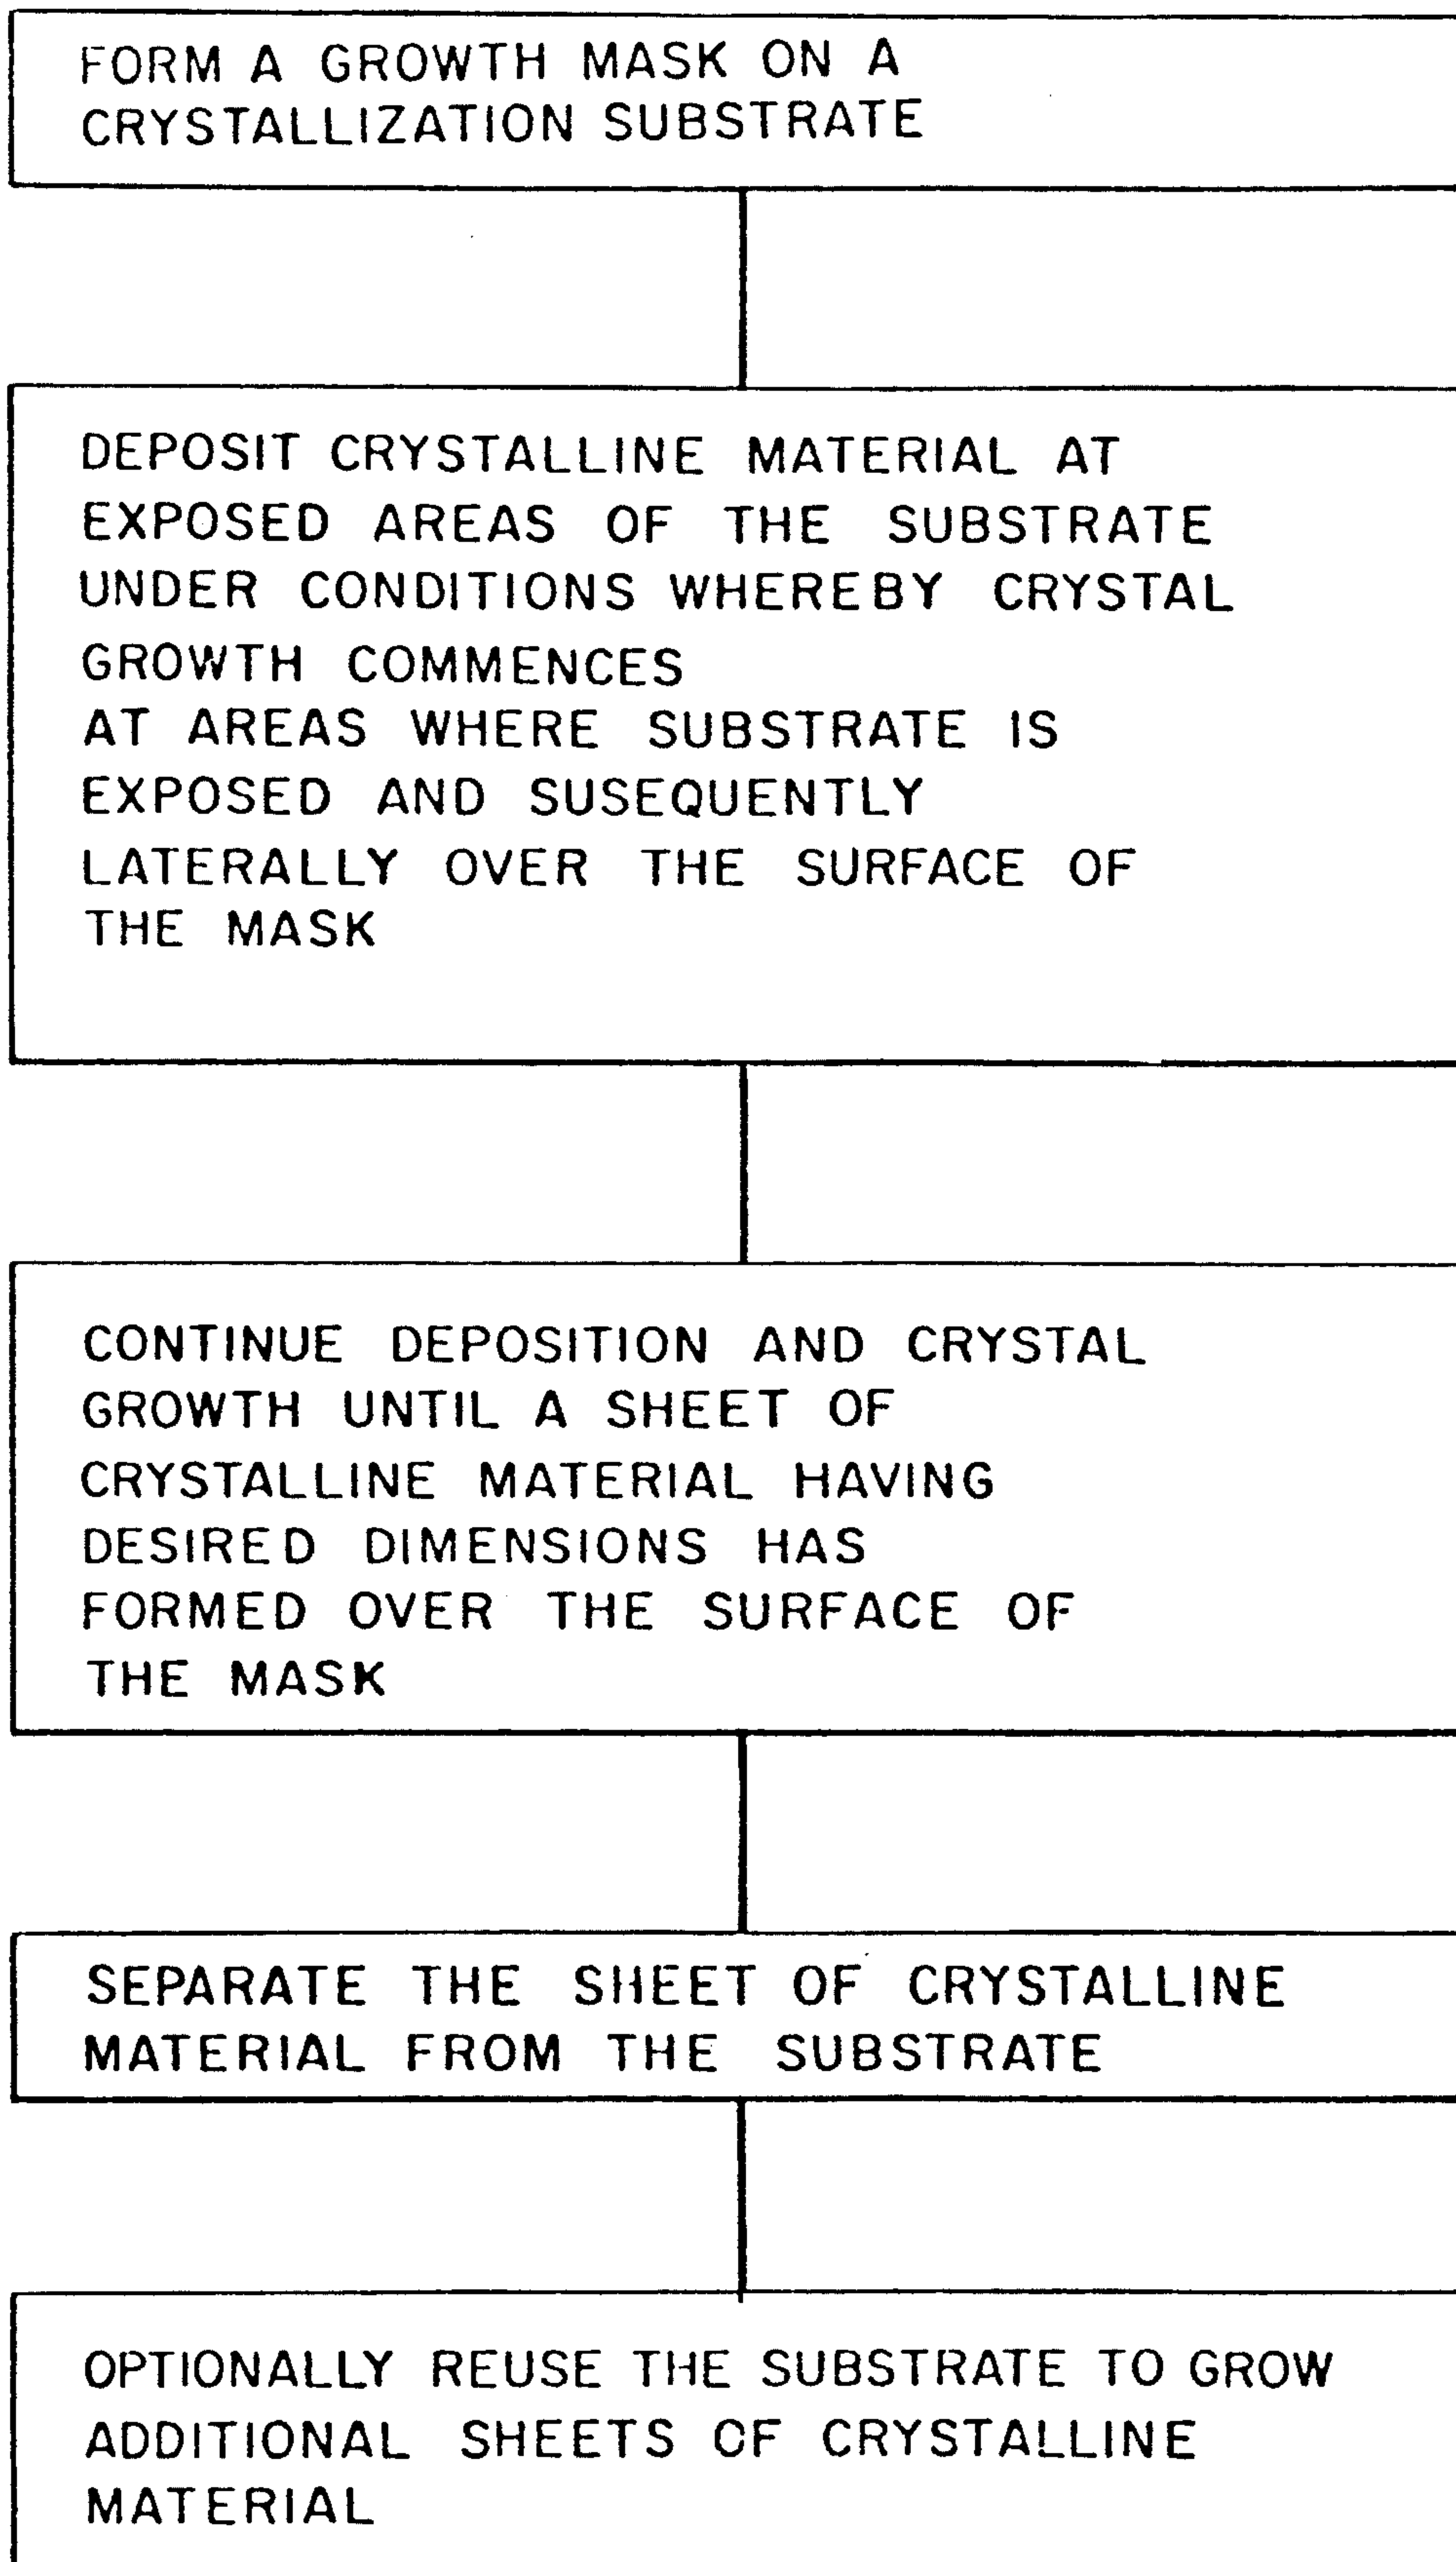 FORM A GROWTH MASK ON A
CRYSTALLIZATION SUBSTRATE
DEPOSIT CRYSTALLINE MATERIAL AT
EXPOSED AREAS OF THE SUBSTRATE
UNDER CONDITIONS WHEREBY CRYSTAL
GROWTH COMMENCES
AT AREAS WHERE SUBSTRATE IS
EXPOSED AND SUSEQUENTLY
LATERALLY OVER THE SURFACE OF
THE MASK
CONTINUE DEPOSITION AND CRYSTAL
GROWTH UNTIL A SHEET OF
CRYSTALLINE MATERIAL HAVING
DESIRED DIMENSIONS HAS
FORMED OVER THE SURFACE OF
THE MASK
SEPARATE THE SHEET OF CRYSTALLINE
MATERIAL FROM THE SUBSTRATE
OPTIONALLY REUSE THE SUBSTRATE TO GROW
ADDITIONAL SHEETS OF CRYSTALLINE
MATERIAL